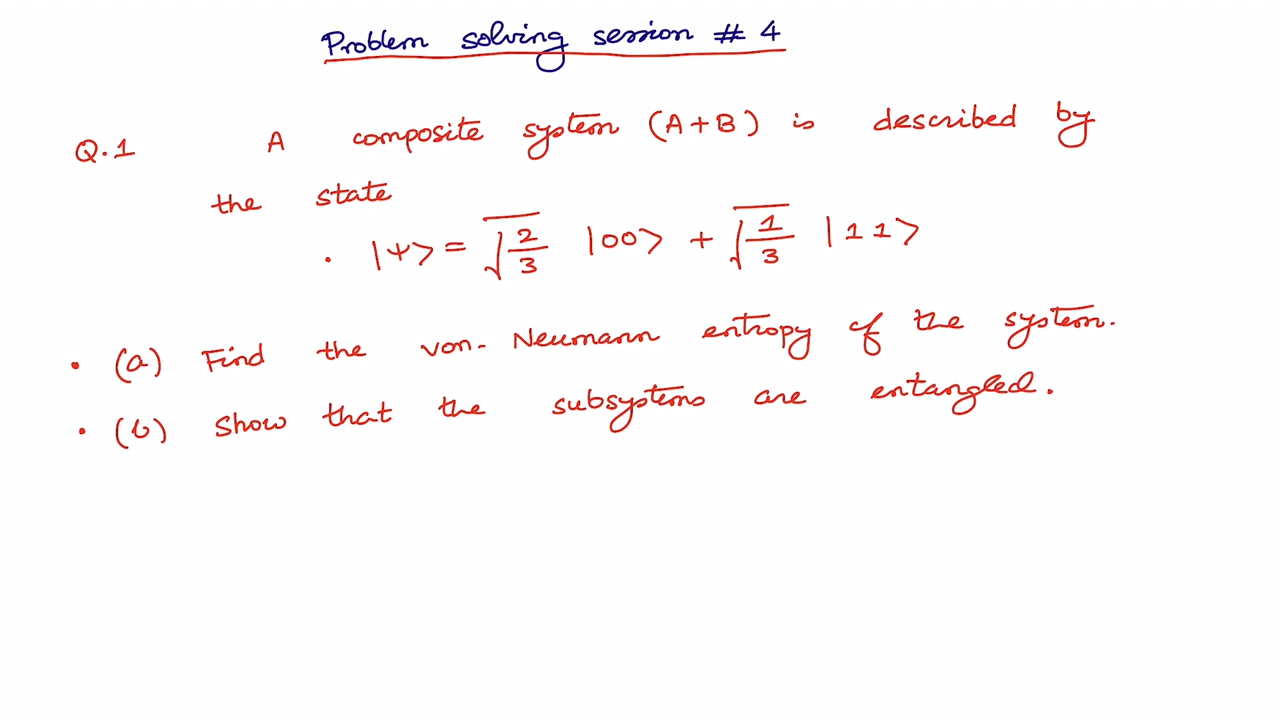 Problem solving session # 4
Q.1 A composite system (A+B) is described by
the state
• |ψ> = √(2/3) |00> + √(1/3) |11>
• (a) Find the von-Neumann entropy of the system.
• (b) Show that the subsystems are entangled.